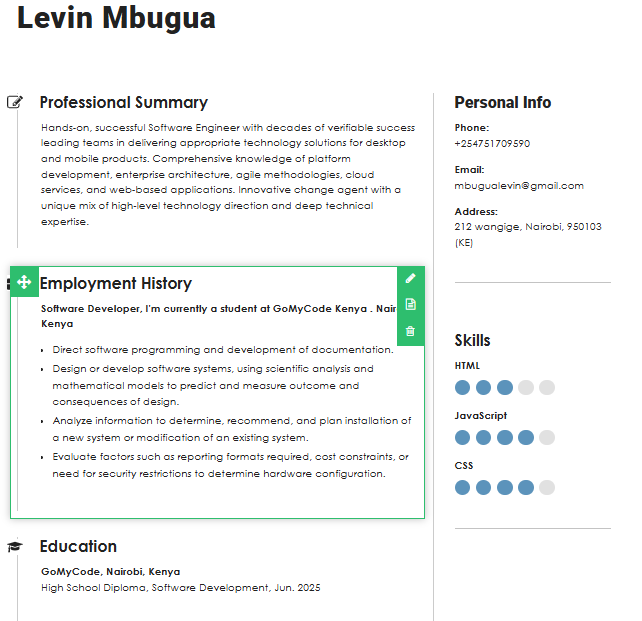 Levin Mbugua
Professional Summary
Hands-on, successful Software Engineer with decades of verifiable success
leading teams in delivering appropriate technology solutions for desktop
and mobile products. Comprehensive knowledge of platform
development, enterprise architecture, agile methodologies, cloud
services, and web-based applications. Innovative change agent with a
unique mix of high-level technology direction and deep technical
expertise.
Employment History
Software Developer, I'm currently a student at GoMyCode Kenya . Nair
Kenya
• Direct software programming and development of documentation.
• Design or develop software systems, using scientific analysis and
mathematical models to predict and measure outcome and
consequences of design.
• Analyze information to determine, recommend, and plan installation of
a new system or modification of an existing system.
• Evaluate factors such as reporting formats required, cost constraints, or
need for security restrictions to determine hardware configuration.
Education
GoMyCode, Nairobi, Kenya
High School Diploma, Software Development, Jun. 2025
Personal Info
Phone:
+254751709590
Email:
mbugualevin@gmail.com
Address:
212 wangige, Nairobi, 950103
(KE)
Skills
HTML
JavaScript
CSS